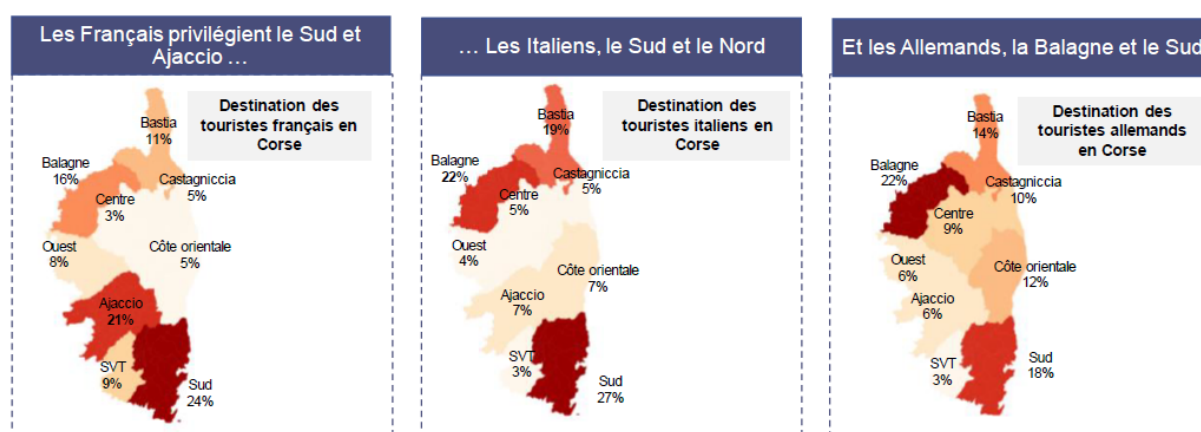 Les Français privilégient le Sud et
Ajaccio …
Destination des
touristes français en
Corse
Bastia
11%
Balagne
16%
Castagniccia
5%
Centre
3%
Ouest
8%
Côte orientale
5%
Ajaccio
21%
SVT
9%
Sud
24%
… Les Italiens, le Sud et le Nord
Destination des
touristes italiens en
Corse
Bastia
19%
Balagne
22%
Castagniccia
5%
Centre
5%
Ouest
4%
Côte orientale
7%
Ajaccio
7%
SVT
3%
Sud
27%
Et les Allemands, la Balagne et le Sud
Destination des
touristes allemands
en Corse
Bastia
14%
Balagne
22%
Castagniccia
10%
Centre
9%
Ouest
6%
Côte orientale
12%
Ajaccio
6%
SVT
3%
Sud
18%